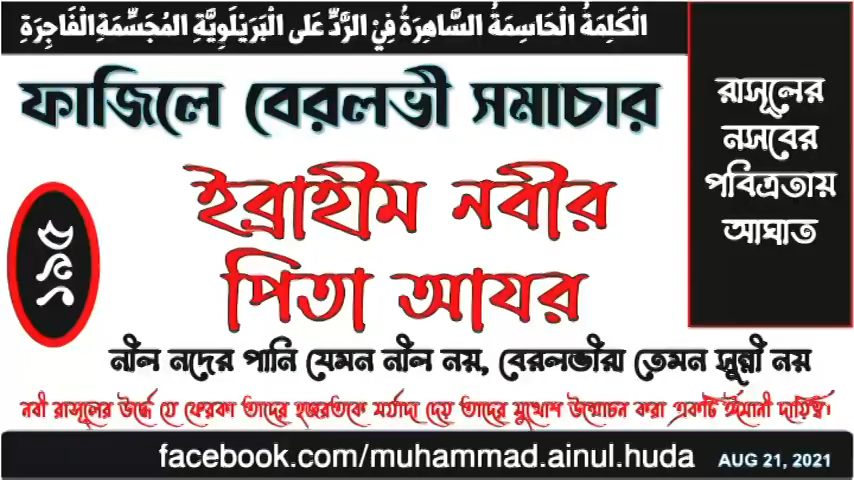 الْكَلِمَةُ الْحَاسِمَةُ السَّاهِرَةُ فِيْ الرَّدِّ عَلى الْبَرَيْلَوِيَّةِ المُجَسِّمَةِ الْفَاجِرَةِ
ফাজিলে বেরলভী সমাচার
রাসূলের
নসবের
পবিত্রতায়
আঘাত
১৯৫
ইব্রাহীম নবীর
পিতা আযর
নীল নদের পানি যেমন নীল নয়, বেরলভীরা তেমন সুন্নী নয়
নবী রাসূলের উর্দ্ধে যে ফেরকা তাদের হজরতকে মর্যাদা দেয় তাদের মুখোশ উন্মোচন করা একটি ঈমানী দায়িত্ব।
facebook.com/muhammad.ainul.huda
AUG 21, 2021